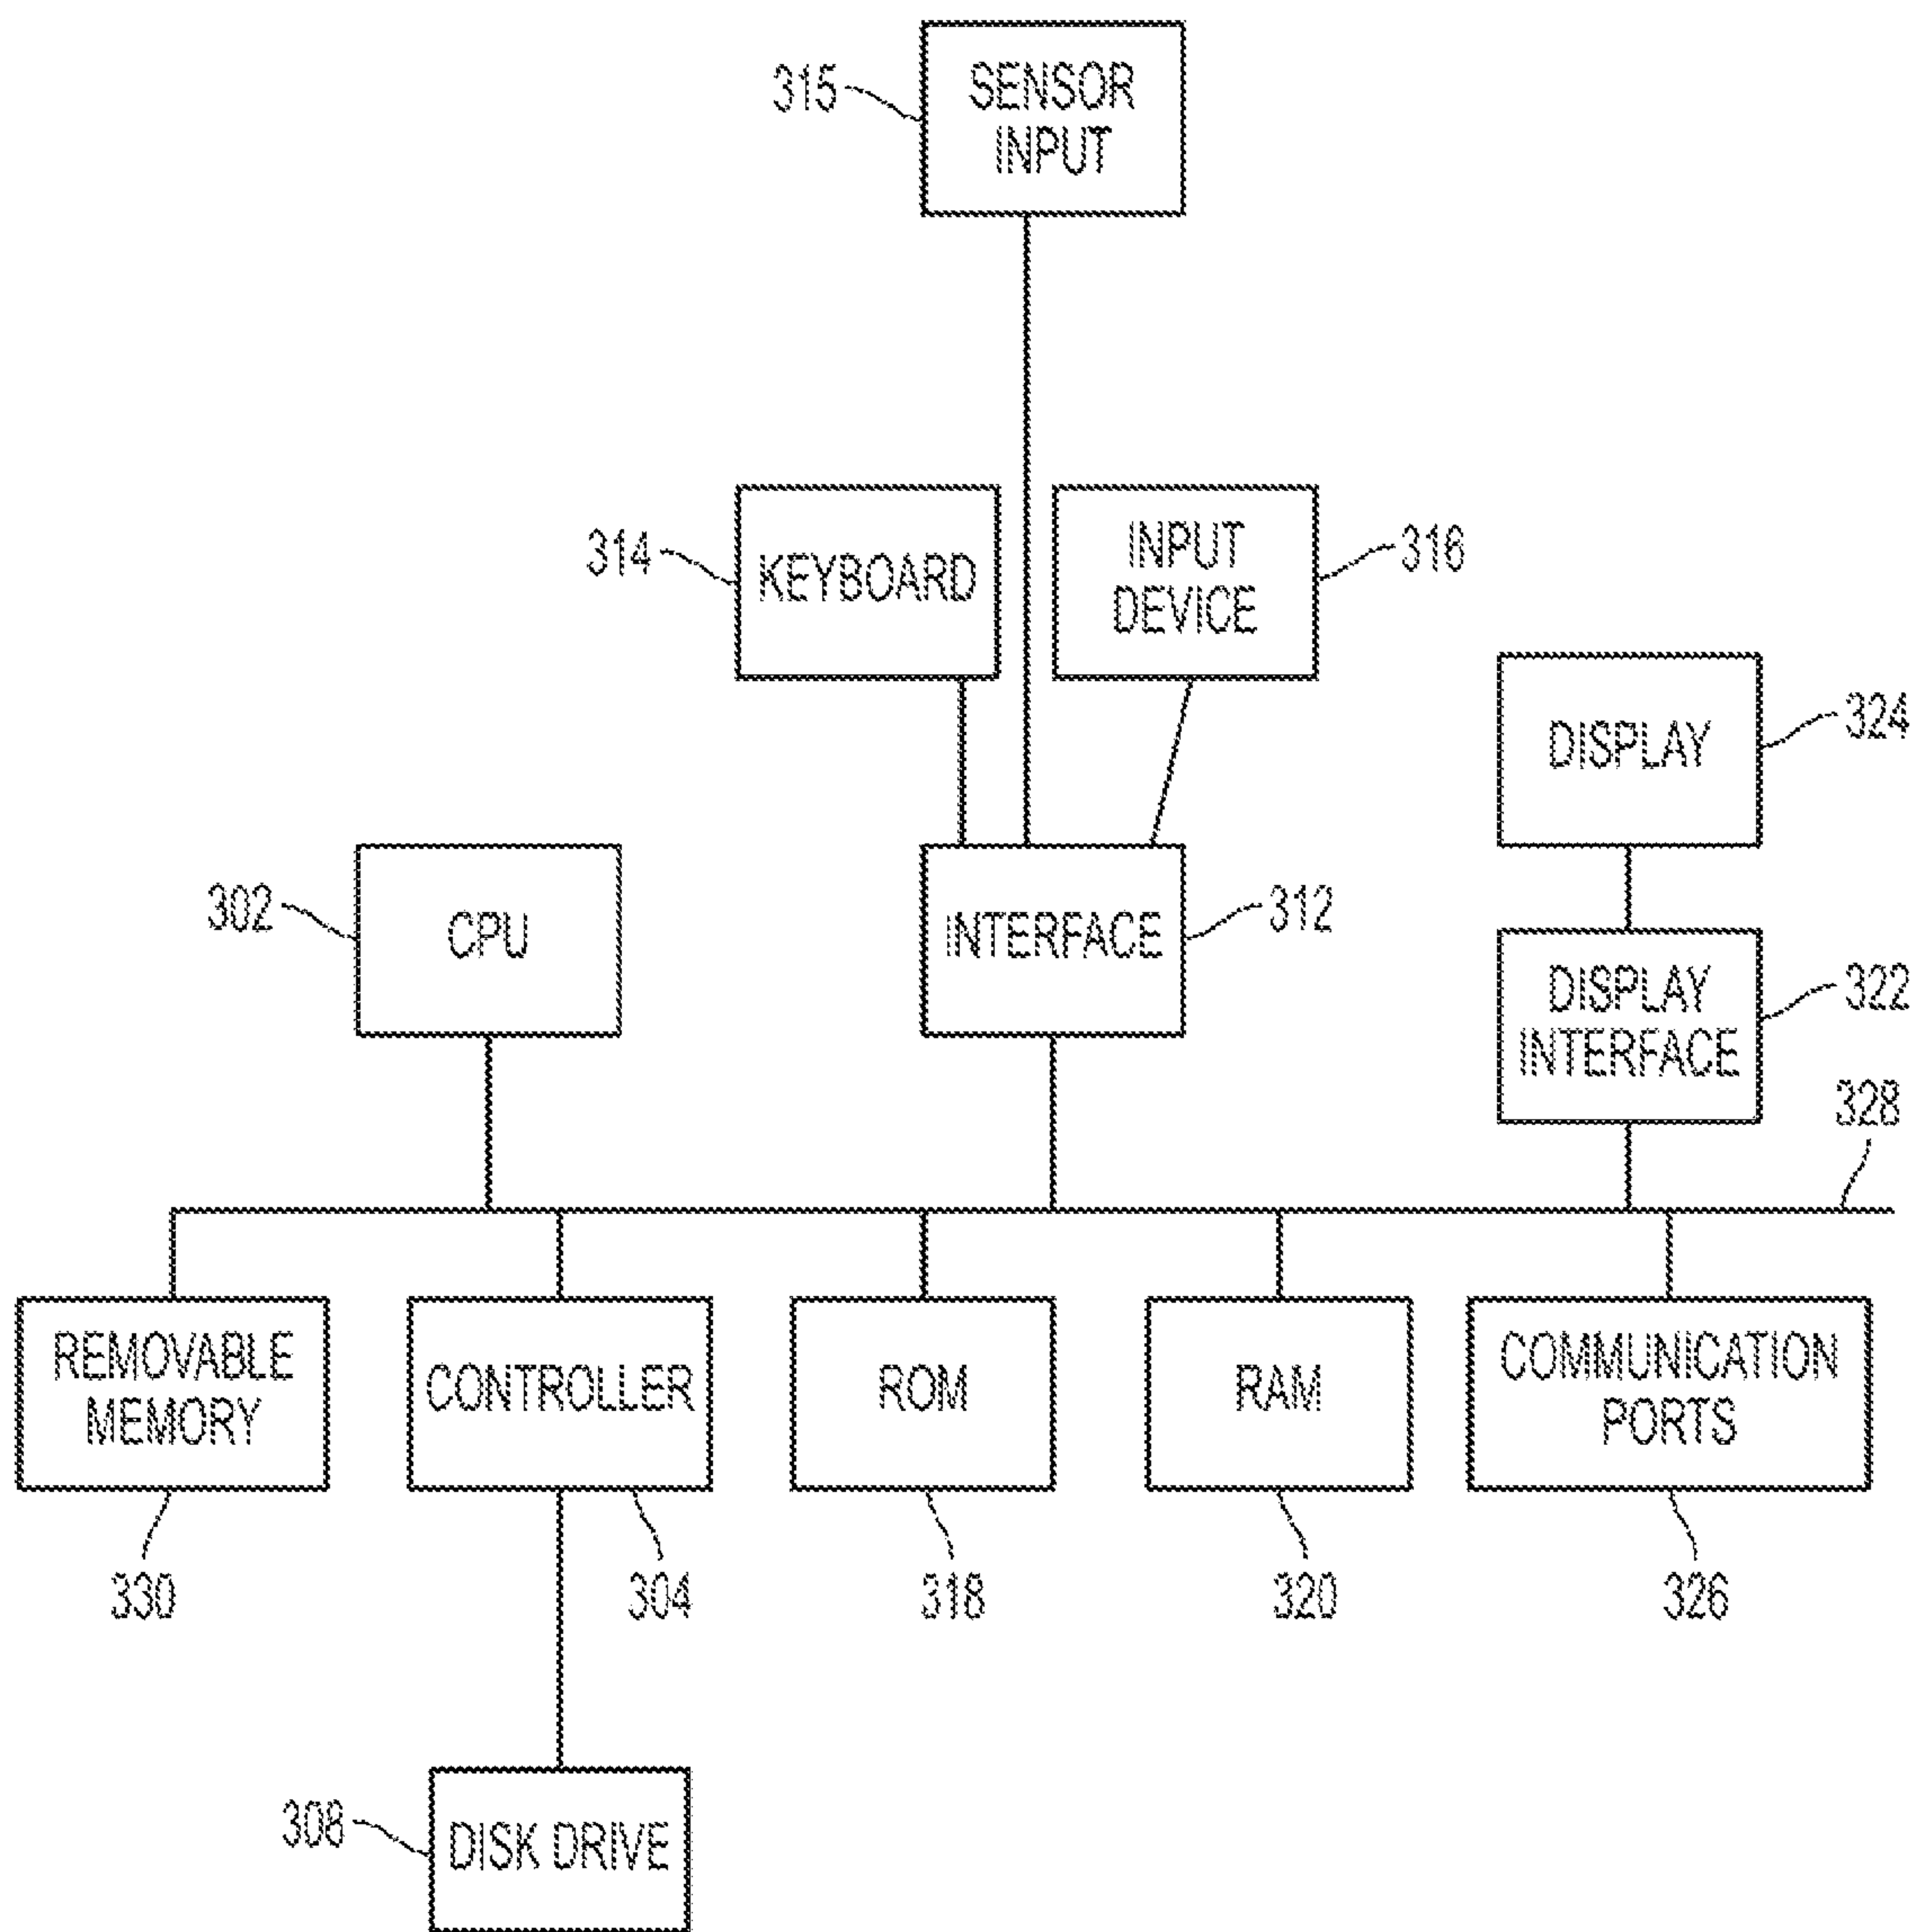 315
SENSOR
INPUT
314
KEYBOARD
INPUT
DEVICE
316
DISPLAY
324
302
CPU
INTERFACE
312
DISPLAY
INTERFACE
322
328
REMOVABLE
MEMORY
CONTROLLER
ROM
RAM
COMMUNICATION
PORTS
330
304
318
320
326
308
DISK DRIVE